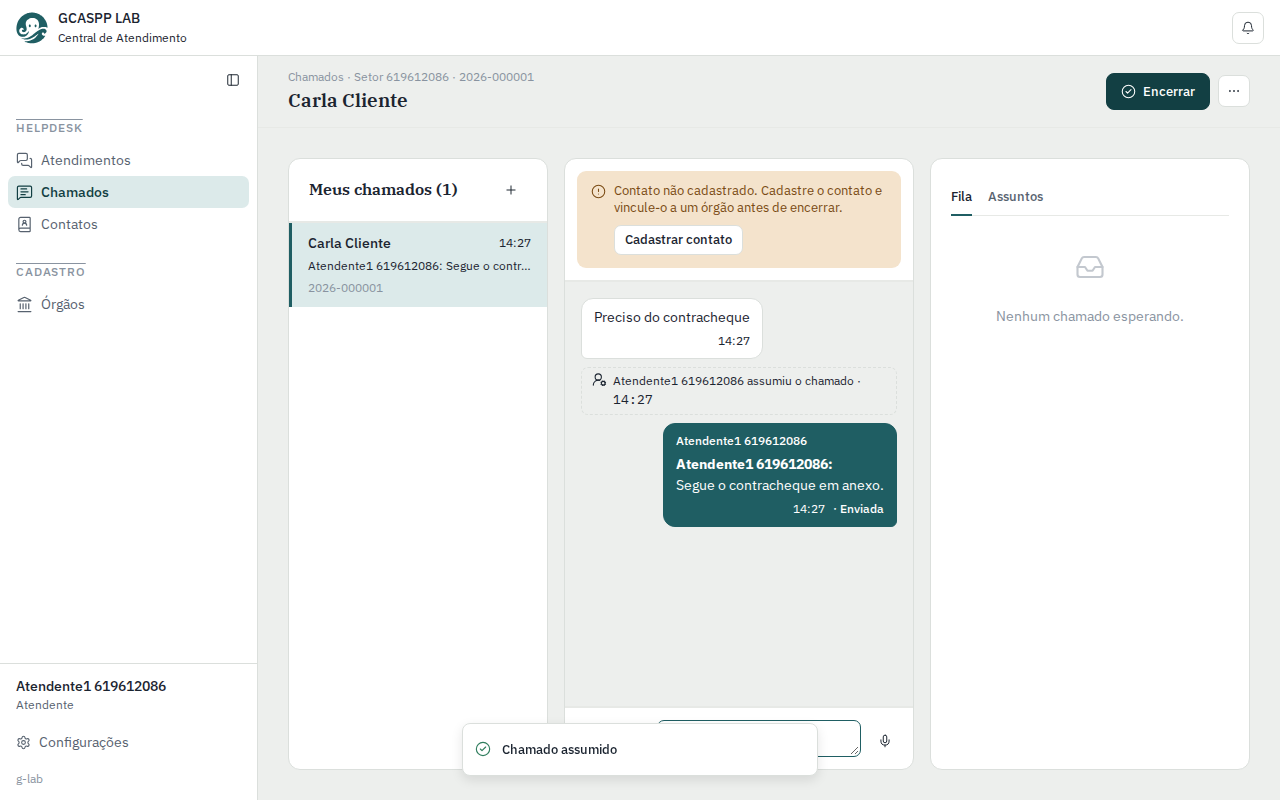 GCASPP LAB
Central de Atendimento
HELPDESK
Atendimentos
Chamados
Contatos
CADASTRO
Órgãos
Atendente1 619612086
Atendente
Configurações
g-lab
Chamados · Setor 619612086 · 2026-000001
Carla Cliente
Encerrar
Meus chamados (1)
Carla Cliente 14:27
Atendente1 619612086: Segue o contr...
2026-000001
Contato não cadastrado. Cadastre o contato e
vincule-o a um órgão antes de encerrar.
Cadastrar contato
Preciso do contracheque
14:27
Atendente1 619612086 assumiu o chamado ·
14:27
Atendente1 619612086
Atendente1 619612086:
Segue o contracheque em anexo.
14:27 · Enviada
Chamado assumido
Fila Assuntos
Nenhum chamado esperando.